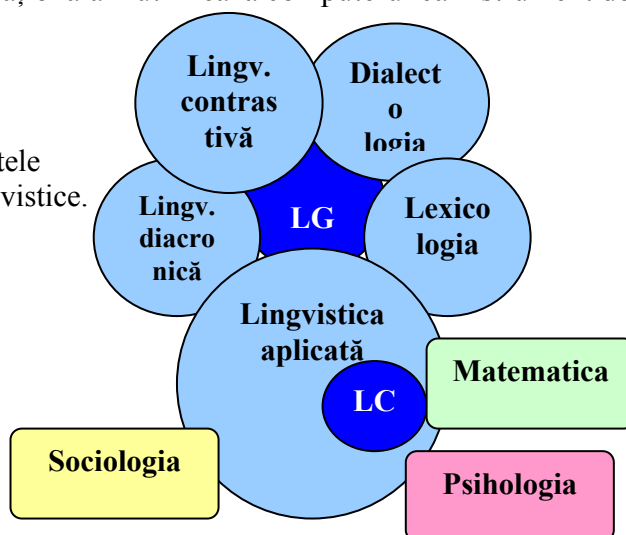 Lingv.
contras
tivă
Dialect
o
logia
tele
vistice.
Lingv.
diacro
nică
LG
Lexico
logia
Lingvistica
aplicată
LC
Matematica
Sociologia
Psihologia